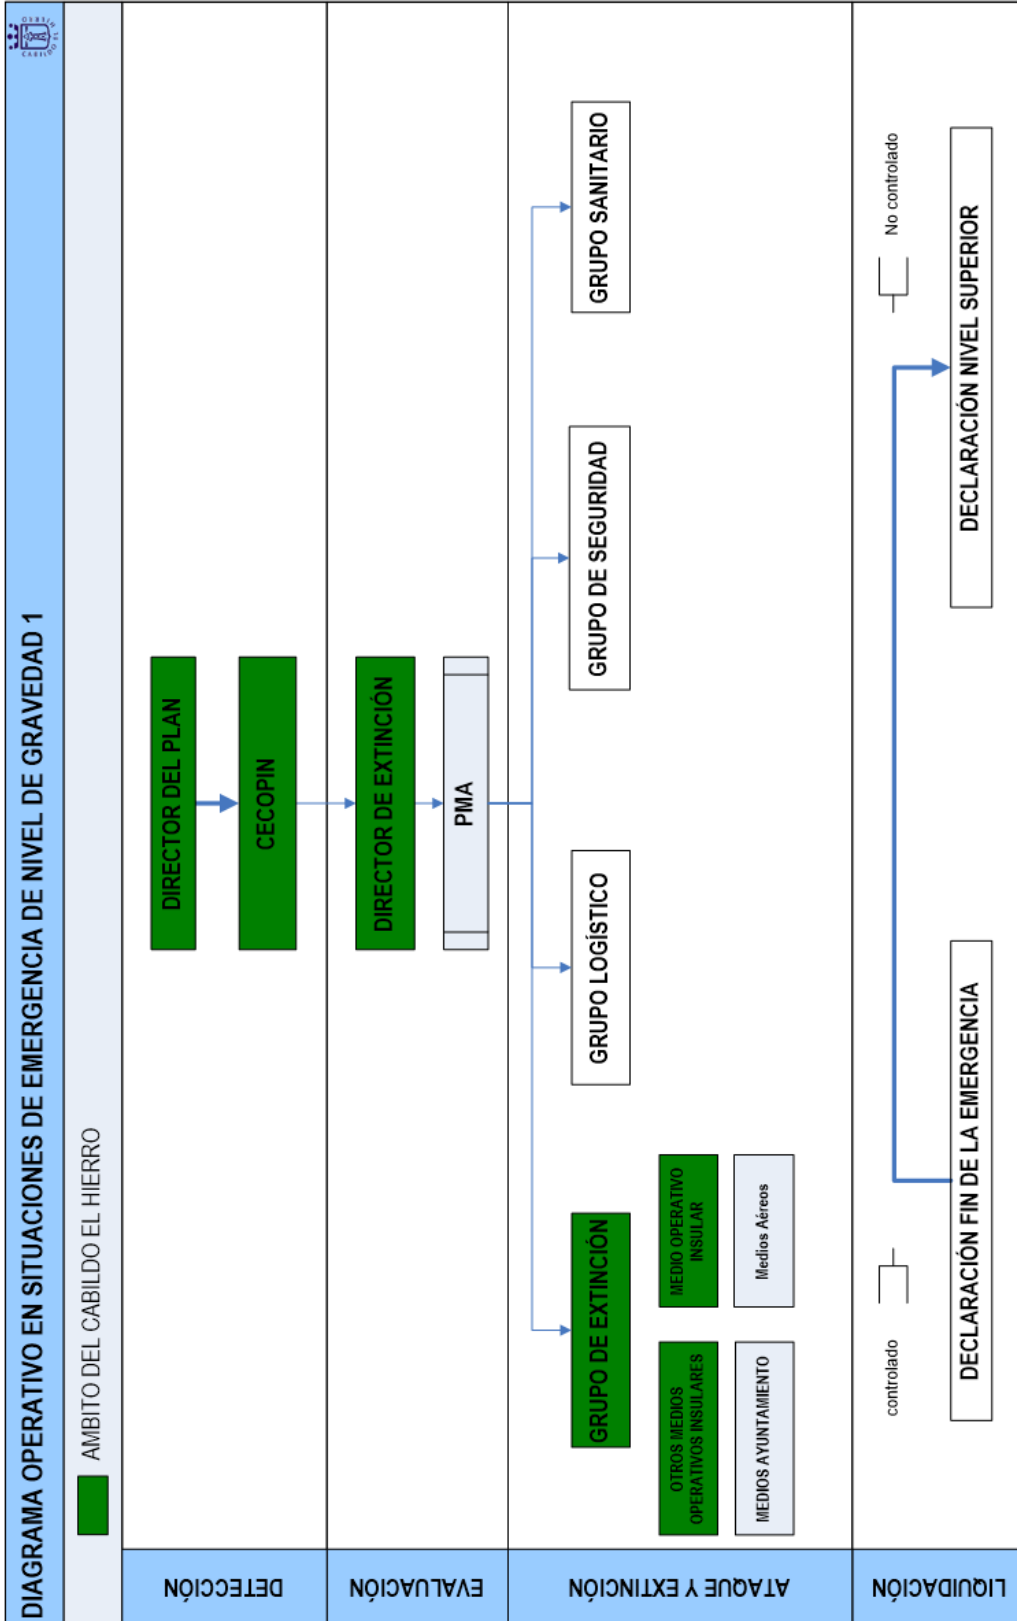 DIAGRAMA OPERATIVO EN SITUACIONES DE EMERGENCIA DE NIVEL DE GRAVEDAD 1
CABILDO DE
HIERRO
AMBITO DEL CABILDO EL HIERRO
DETECCIÓN
DIRECTOR DEL PLAN
CECOPIN
EVALUACIÓN
DIRECTOR DE EXTINCIÓN
PMA
ATAQUE Y EXTINCIÓN
GRUPO DE EXTINCIÓN
GRUPO LOGÍSTICO
GRUPO DE SEGURIDAD
GRUPO SANITARIO
OTROS MEDIOS
OPERATIVOS INSULARES
MEDIO OPERATIVO
INSULAR
MEDIOS AYUNTAMIENTO
Medios Aéreos
LIQUIDACIÓN
controlado
No controlado
DECLARACIÓN FIN DE LA EMERGENCIA
DECLARACIÓN NIVEL SUPERIOR